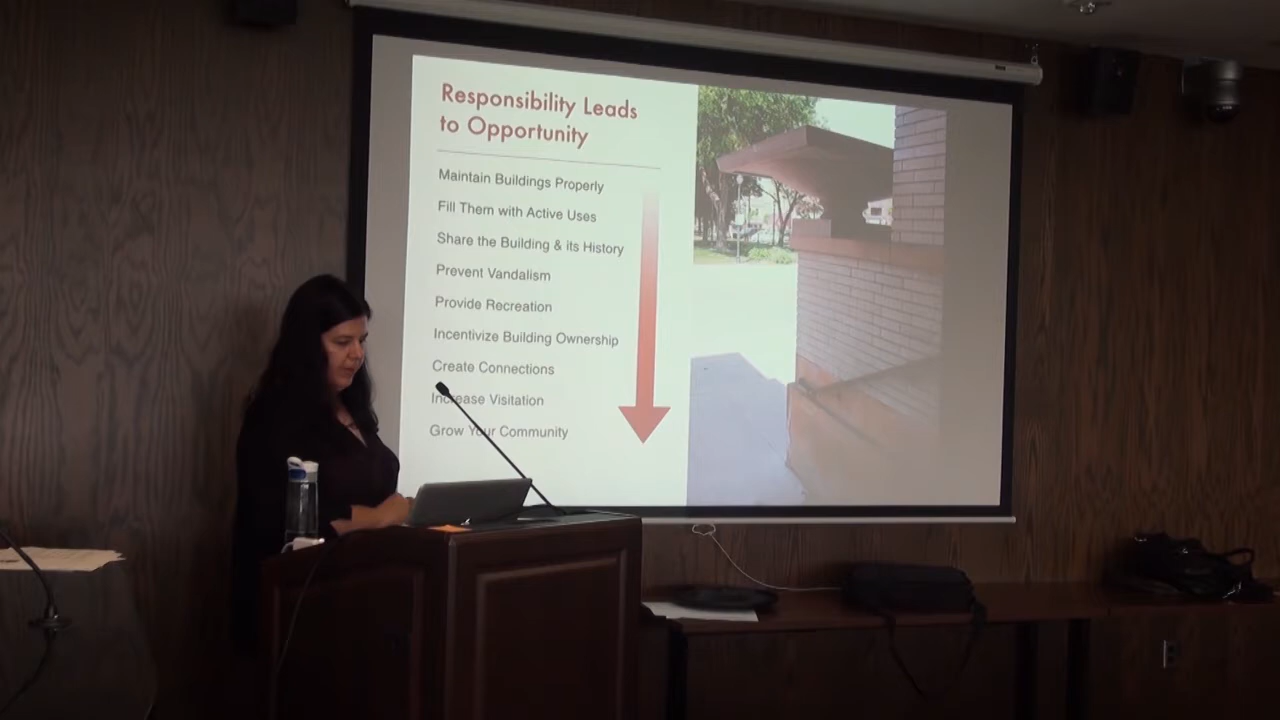 Responsibility Leads
to Opportunity
Maintain Buildings Properly
Fill Them with Active Uses
Share the Building & its History
Prevent Vandalism
Provide Recreation
Incentivize Building Ownership
Create Connections
Increase Visitation
Grow Your Community